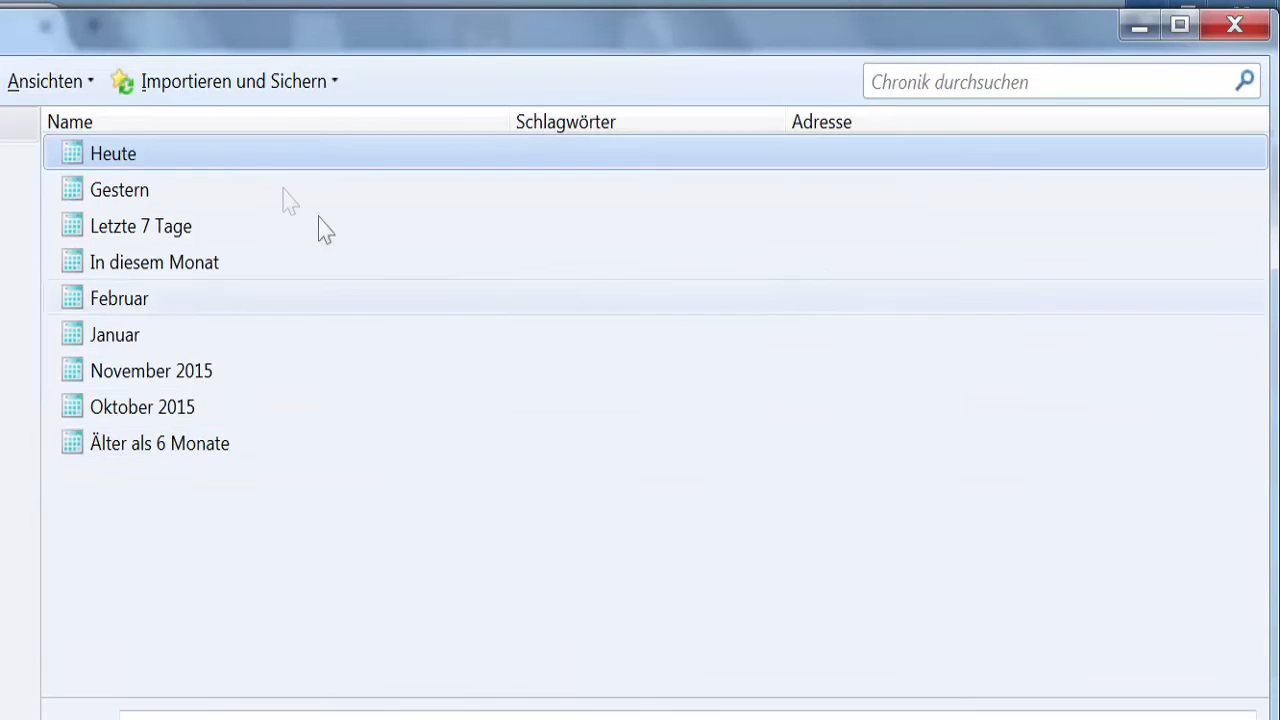 Ansichten Importieren und Sichern Chronik durchsuchen
Name Schlagwörter Adresse
Heute
Gestern
Letzte 7 Tage
In diesem Monat
Februar
Januar
November 2015
Oktober 2015
Älter als 6 Monate